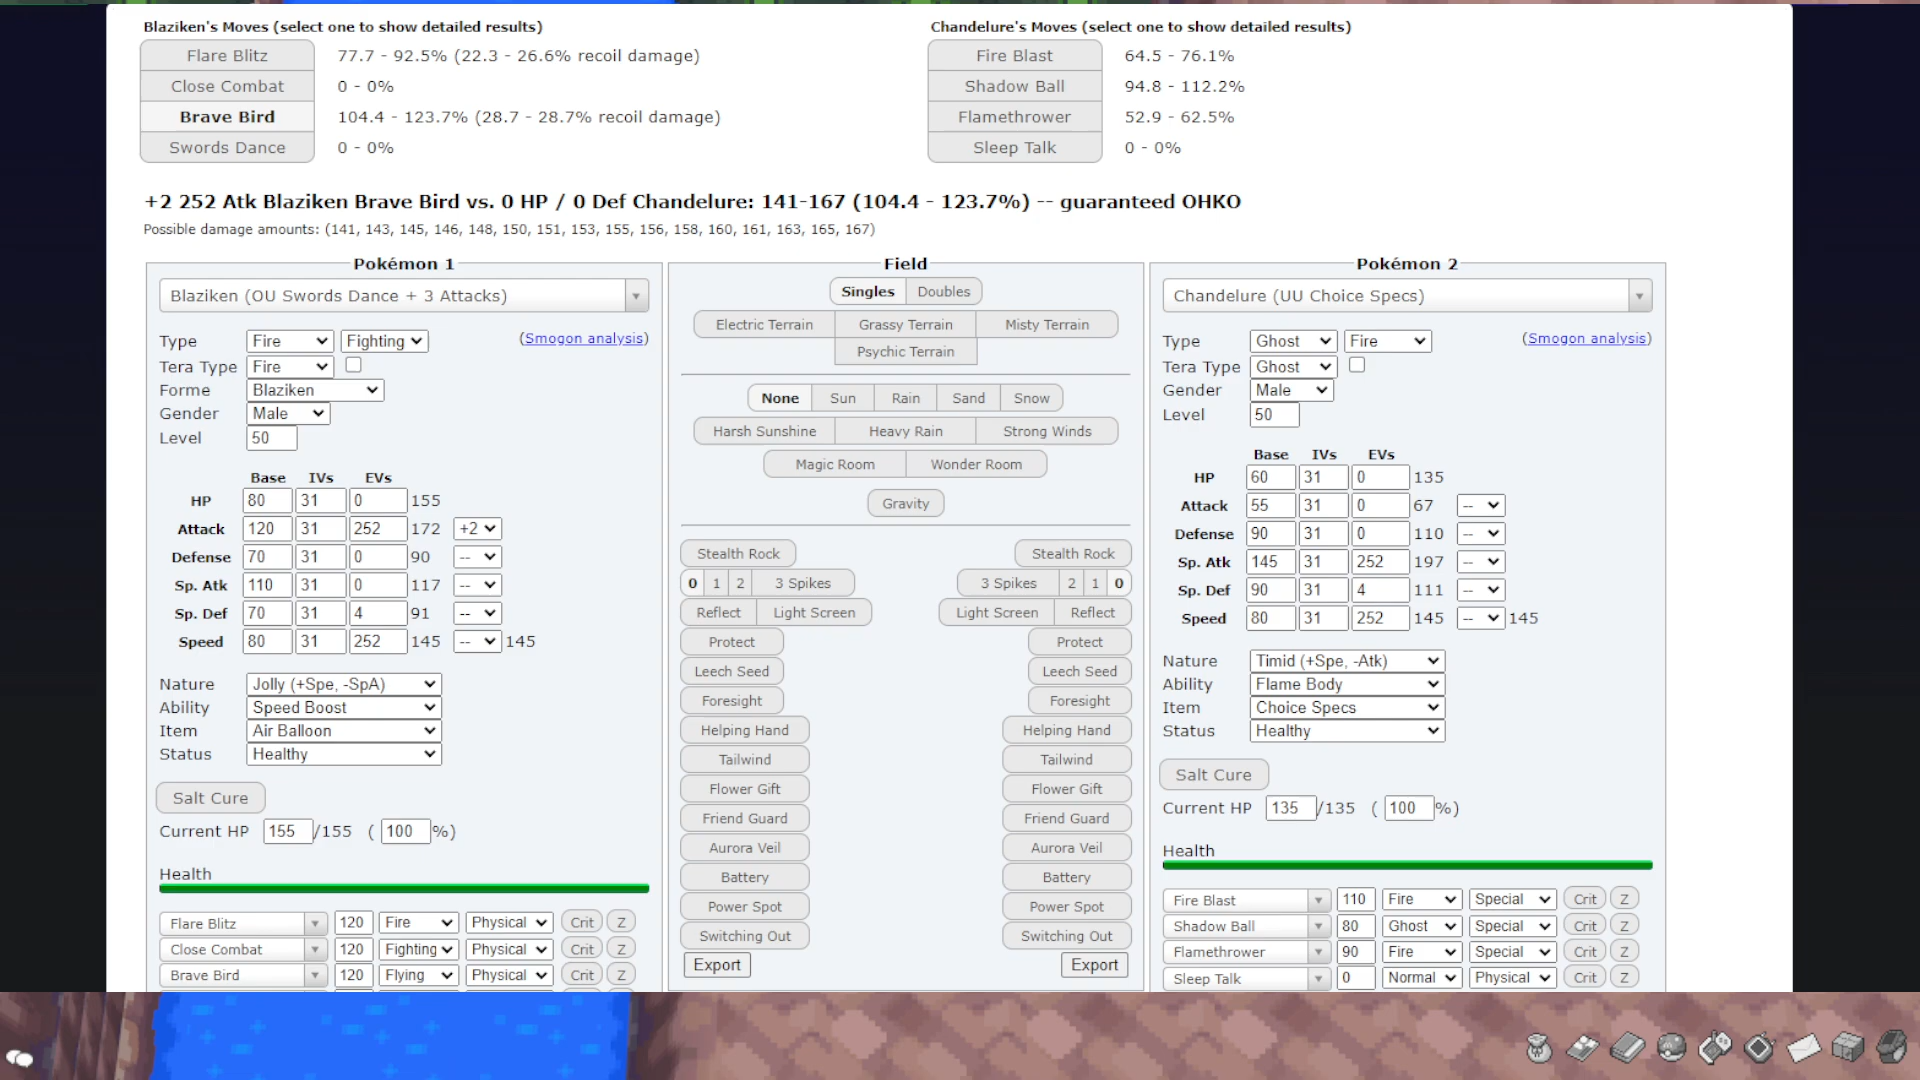 Blaziken's Moves (select one to show detailed results)
Flare Blitz 77.7 - 92.5% (22.3 - 26.6% recoil damage)
Close Combat 0 - 0%
Brave Bird 104.4 - 123.7% (28.7 - 28.7% recoil damage)
Swords Dance 0 - 0%
Chandelure's Moves (select one to show detailed results)
Fire Blast 64.5 - 76.1%
Shadow Ball 94.8 - 112.2%
Flamethrower 52.9 - 62.5%
Sleep Talk 0 - 0%
+2 252 Atk Blaziken Brave Bird vs. 0 HP / 0 Def Chandelure: 141-167 (104.4 - 123.7%) -- guaranteed OHKO
Possible damage amounts: (141, 143, 145, 146, 148, 150, 151, 153, 155, 156, 158, 160, 161, 163, 165, 167)
Pokémon 1
Blaziken (OU Swords Dance + 3 Attacks)
Type Fire Fighting (Smogon analysis)
Tera Type Fire
Forme Blaziken
Gender Male
Level 50
Base IVs EVs
HP 80 31 0 155
Attack 120 31 252 172 +2
Defense 70 31 0 90 --
Sp. Atk 110 31 0 117 --
Sp. Def 70 31 4 91 --
Speed 80 31 252 145 -- 145
Nature Jolly (+Spe, -SpA)
Ability Speed Boost
Item Air Balloon
Status Healthy
Salt Cure
Current HP 155/155 (100%)
Health
Flare Blitz 120 Fire Physical Crit Z
Close Combat 120 Fighting Physical Crit Z
Brave Bird 120 Flying Physical Crit Z
Field
Singles Doubles
Electric Terrain Grassy Terrain Misty Terrain
Psychic Terrain
None Sun Rain Sand Snow
Harsh Sunshine Heavy Rain Strong Winds
Magic Room Wonder Room
Gravity
Stealth Rock Stealth Rock
0 1 2 3 Spikes 3 Spikes 2 1 0
Reflect Light Screen Light Screen Reflect
Protect Protect
Leech Seed Leech Seed
Foresight Foresight
Helping Hand Helping Hand
Tailwind Tailwind
Flower Gift Flower Gift
Friend Guard Friend Guard
Aurora Veil Aurora Veil
Battery Battery
Power Spot Power Spot
Switching Out Switching Out
Export Export
Pokémon 2
Chandelure (UU Choice Specs)
Type Ghost Fire (Smogon analysis)
Tera Type Ghost
Gender Male
Level 50
Base IVs EVs
HP 60 31 0 135
Attack 55 31 0 67 --
Defense 90 31 0 110 --
Sp. Atk 145 31 252 197 --
Sp. Def 90 31 4 111 --
Speed 80 31 252 145 -- 145
Nature Timid (+Spe, -Atk)
Ability Flame Body
Item Choice Specs
Status Healthy
Salt Cure
Current HP 135/135 (100%)
Health
Fire Blast 110 Fire Special Crit Z
Shadow Ball 80 Ghost Special Crit Z
Flamethrower 90 Fire Special Crit Z
Sleep Talk 0 Normal Physical Crit Z